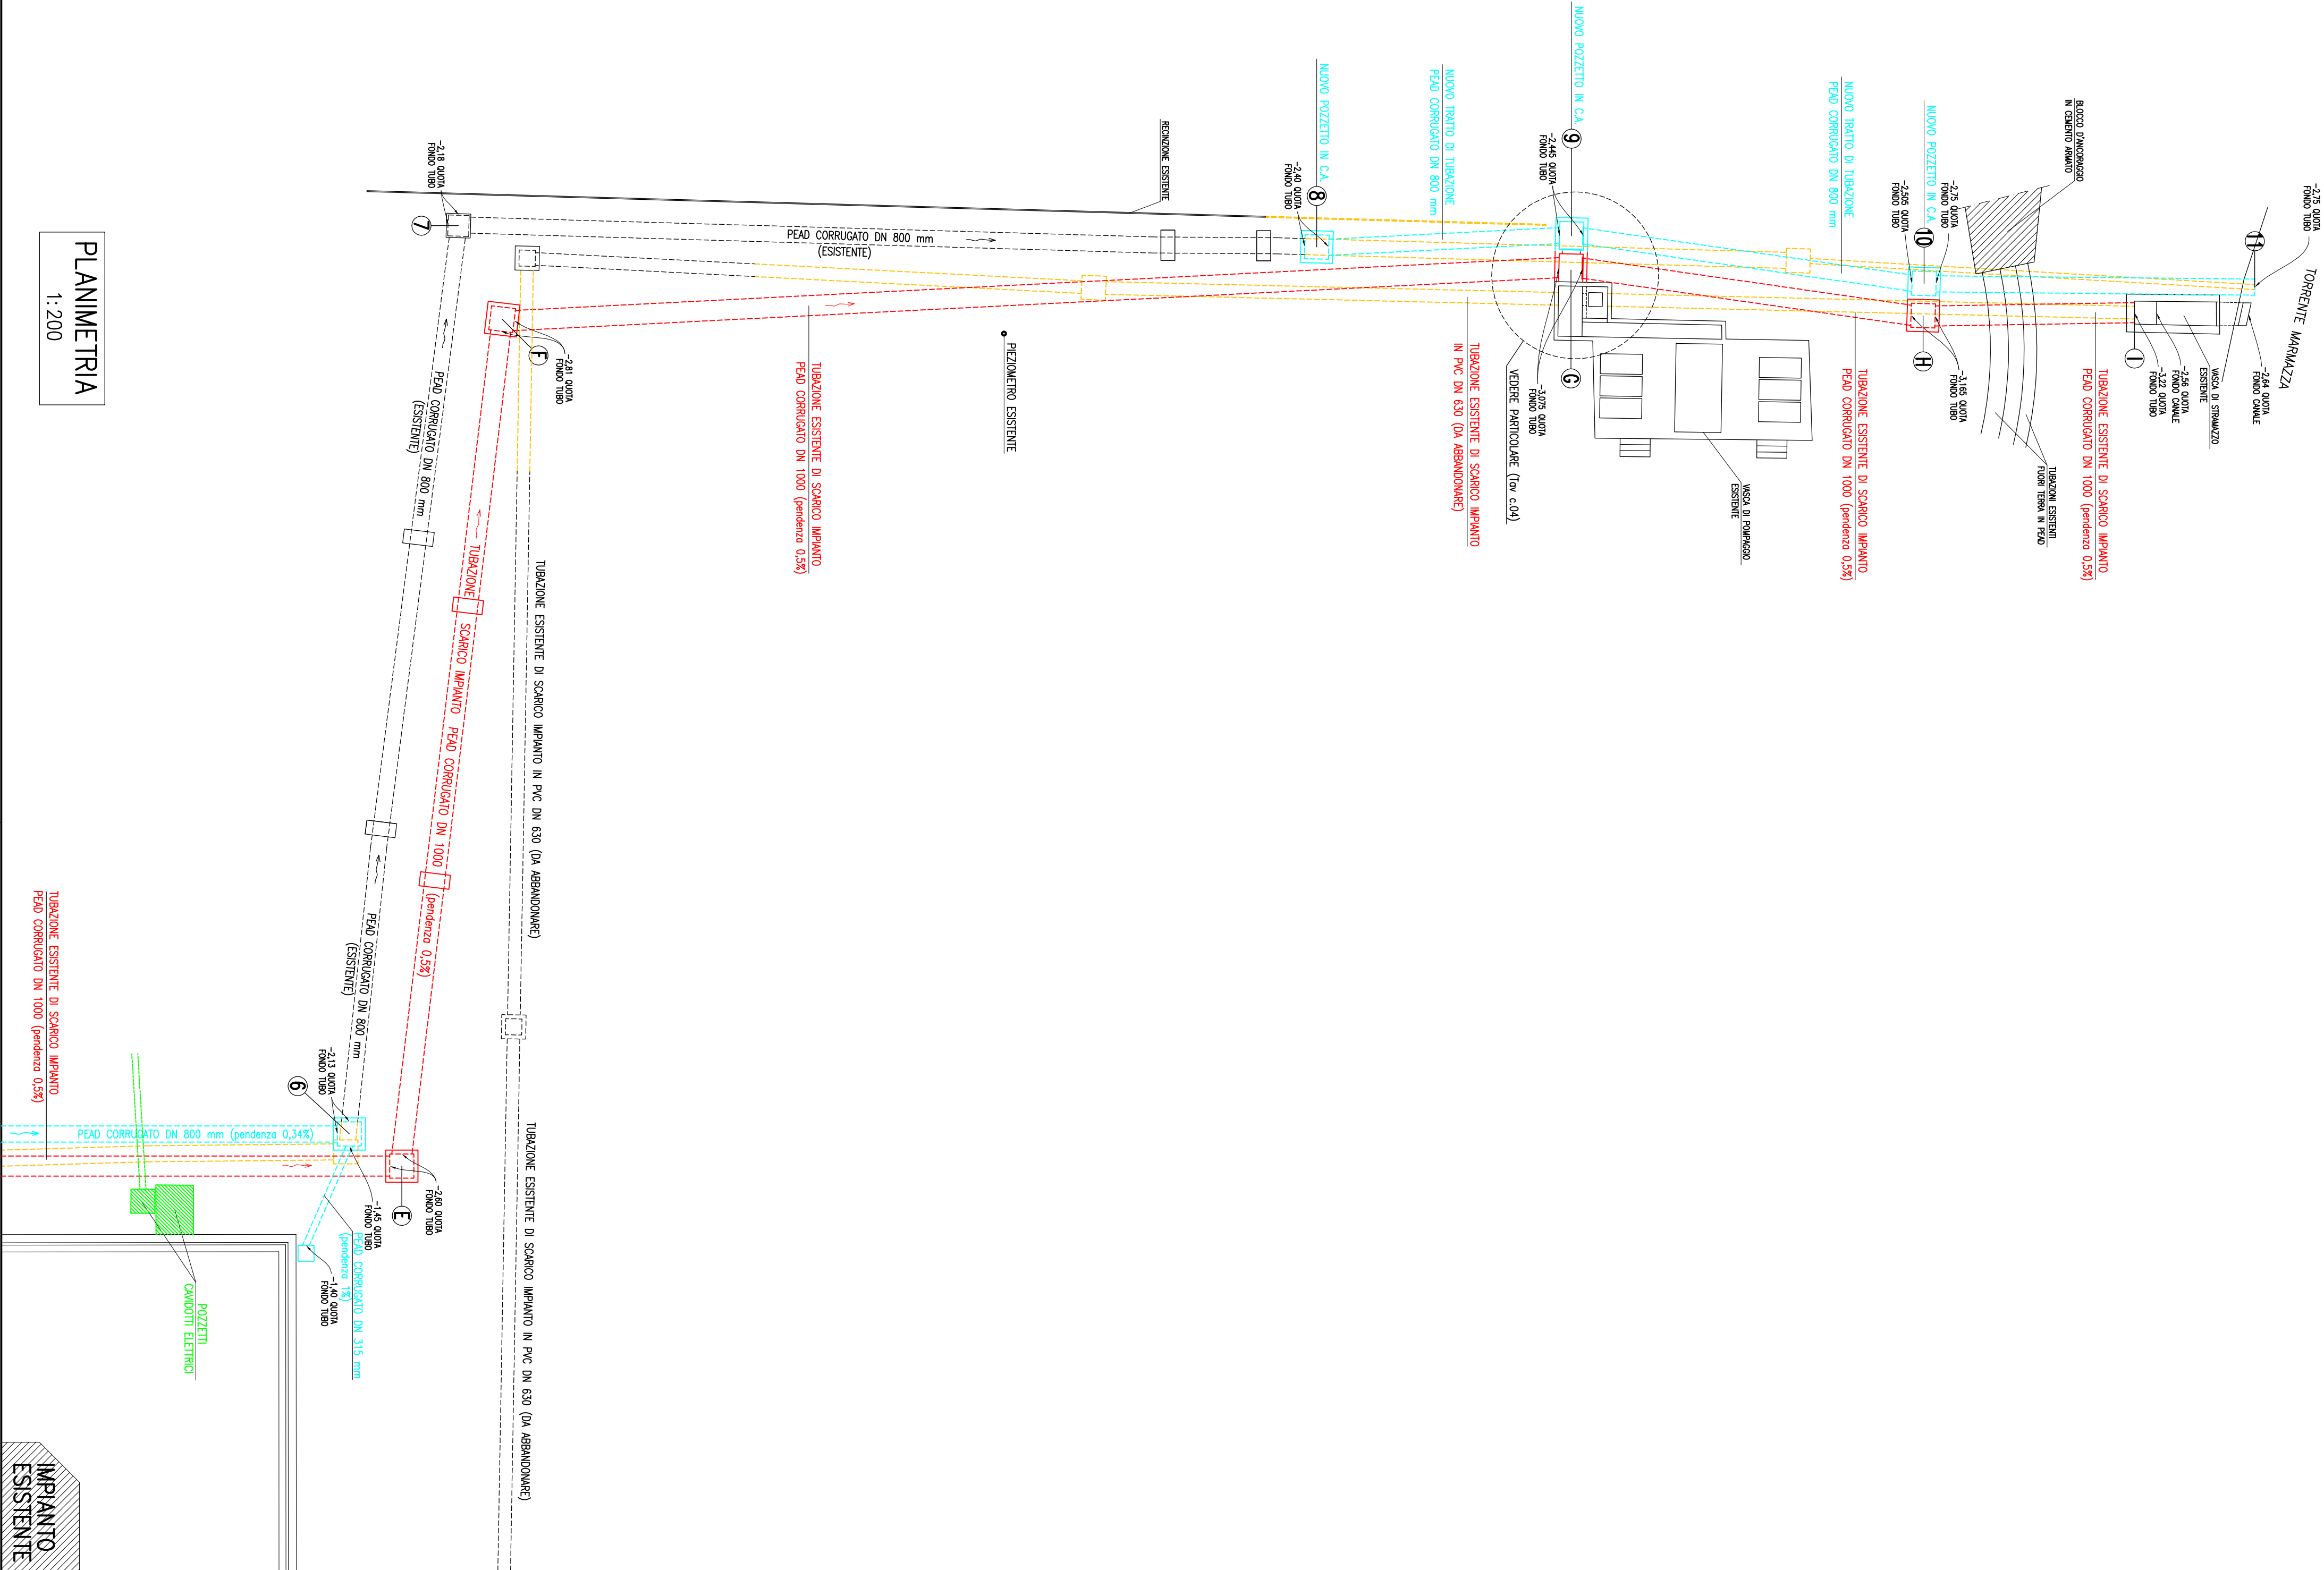 TORRENTE MARMAZZA
-2,75 QUOTA
FONDO TUBO
11
-2,64 QUOTA
FONDO CANALE
VASCA DI STRAMAZZO
ESISTENTE
-2,56 QUOTA
FONDO CANALE
-3,22 QUOTA
FONDO TUBO
I
TUBAZIONE ESISTENTE DI SCARICO IMPIANTO
PEAD CORRUGATO DN 1000 (pendenza 0,5%)
BLOCCO D'ANCORAGGIO
IN CEMENTO ARMATO
TUBAZIONI ESISTENTI
FUORI TERRA IN PEAD
-2,75 QUOTA
FONDO TUBO
-2,505 QUOTA
FONDO TUBO
NUOVO POZZETTO IN C.A.
10
-3,165 QUOTA
FONDO TUBO
H
NUOVO TRATTO DI TUBAZIONE
PEAD CORRUGATO DN 800 mm
TUBAZIONE ESISTENTE DI SCARICO IMPIANTO
PEAD CORRUGATO DN 1000 (pendenza 0,5%)
VASCA DI POMPAGGIO
ESISTENTE
NUOVO POZZETTO IN C.A.
9
-2,445 QUOTA
FONDO TUBO
G
-3,075 QUOTA
FONDO TUBO
VEDERE PARTICOLARE (Tav c.04)
TUBAZIONE ESISTENTE DI SCARICO IMPIANTO
IN PVC DN 630 (DA ABBANDONARE)
NUOVO TRATTO DI TUBAZIONE
PEAD CORRUGATO DN 800 mm
NUOVO POZZETTO IN C.A.
8
-2,40 QUOTA
FONDO TUBO
RECINZIONE ESISTENTE
PIEZIOMETRO ESISTENTE
PEAD CORRUGATO DN 800 mm
(ESISTENTE)
TUBAZIONE ESISTENTE DI SCARICO IMPIANTO
PEAD CORRUGATO DN 1000 (pendenza 0,5%)
-2,81 QUOTA
FONDO TUBO
F
-2,18 QUOTA
FONDO TUBO
7
PEAD CORRUGATO DN 800 mm
(ESISTENTE)
TUBAZIONE SCARICO IMPIANTO PEAD CORRUGATO DN 1000 (pendenza 0,5%)
TUBAZIONE ESISTENTE DI SCARICO IMPIANTO IN PVC DN 630 (DA ABBANDONARE)
PEAD CORRUGATO DN 800 mm
(ESISTENTE)
TUBAZIONE ESISTENTE DI SCARICO IMPIANTO IN PVC DN 630 (DA ABBANDONARE)
-2,13 QUOTA
FONDO TUBO
6
-2,60 QUOTA
FONDO TUBO
E
-1,45 QUOTA
FONDO TUBO
PEAD CORRUGATO DN 315 mm
(pendenza 1%)
-1,40 QUOTA
FONDO TUBO
PEAD CORRUGATO DN 800 mm (pendenza 0,34%)
TUBAZIONE ESISTENTE DI SCARICO IMPIANTO
PEAD CORRUGATO DN 1000 (pendenza 0,5%)
POZZETTI
CAVIDOTTI ELETTRICI
IMPIANTO
ESISTENTE
PLANIMETRIA
1:200